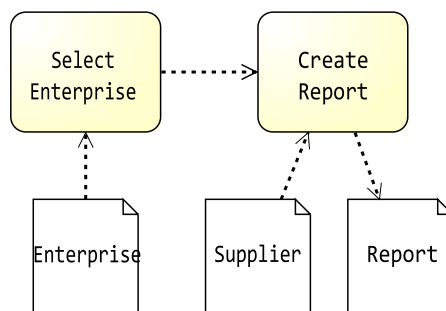 Select
Enterprise
Create
Report
Enterprise
Supplier
Report